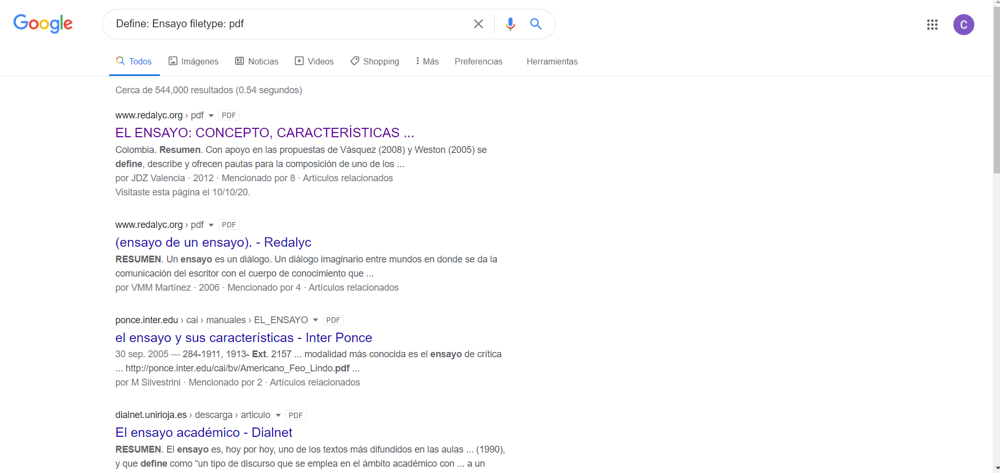 Google
Define: Ensayo filetype: pdf
C
Todos Imágenes Noticias Videos Shopping Más Preferencias Herramientas
Cerca de 544,000 resultados (0.54 segundos)
www.redalyc.org › pdf PDF
EL ENSAYO: CONCEPTO, CARACTERÍSTICAS ...
Colombia. Resumen. Con apoyo en las propuestas de Vásquez (2008) y Weston (2005) se
define, describe y ofrecen pautas para la composición de uno de los ...
por JDZ Valencia · 2012 · Mencionado por 8 · Artículos relacionados
Visitaste esta página el 10/10/20.
www.redalyc.org › pdf PDF
(ensayo de un ensayo). - Redalyc
RESUMEN. Un ensayo es un diálogo. Un diálogo imaginario entre mundos en donde se da la
comunicación del escritor con el cuerpo de conocimiento que ...
por VMM Martínez · 2006 · Mencionado por 4 · Artículos relacionados
ponce.inter.edu › cai › manuales › EL_ENSAYO PDF
el ensayo y sus características - Inter Ponce
30 sep. 2005 — 284-1911, 1913- Ext. 2157 ... modalidad más conocida es el ensayo de crítica
... http://ponce.inter.edu/cai/bv/Americano_Feo_Lindo.pdf ...
por M Silvestrini · Mencionado por 2 · Artículos relacionados
dialnet.unirioja.es › descarga › articulo PDF
El ensayo académico - Dialnet
RESUMEN. El ensayo es, hoy por hoy, uno de los textos más difundidos en las aulas ... (1990),
y que define como “un tipo de discurso que se emplea en el ámbito académico con ... a un